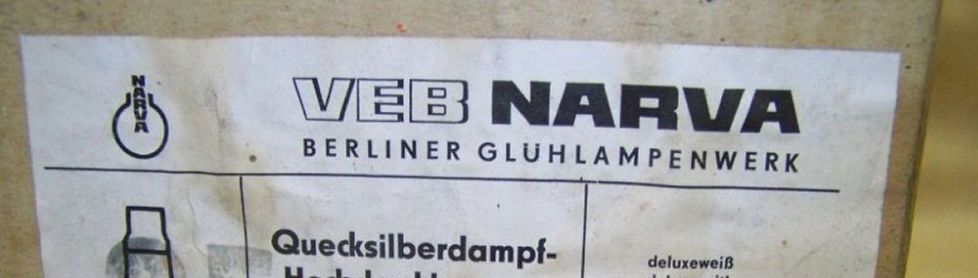 NARVA
VEB NARVA
BERLINER GLÜHLAMPENWERK
Quecksilberdampf-
deluxeweiß